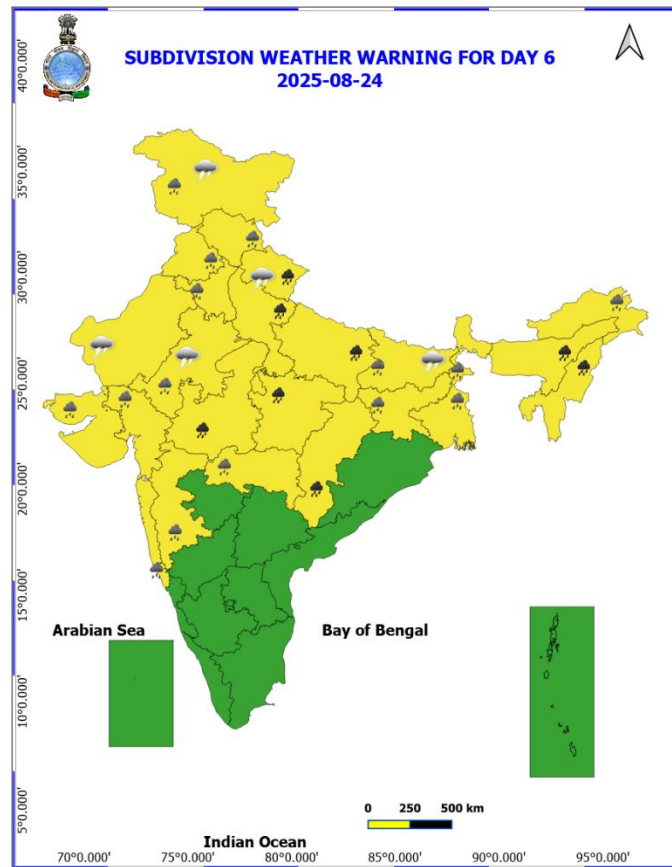 SUBDIVISION WEATHER WARNING FOR DAY 6
2025-08-24
40°0.000'
35°0.000'
30°0.000'
25°0.000'
20°0.000'
15°0.000'
10°0.000'
5°0.000'
Arabian Sea
Bay of Bengal
0 250 500 km
Indian Ocean
70°0.000' 75°0.000' 80°0.000' 85°0.000' 90°0.000' 95°0.000'